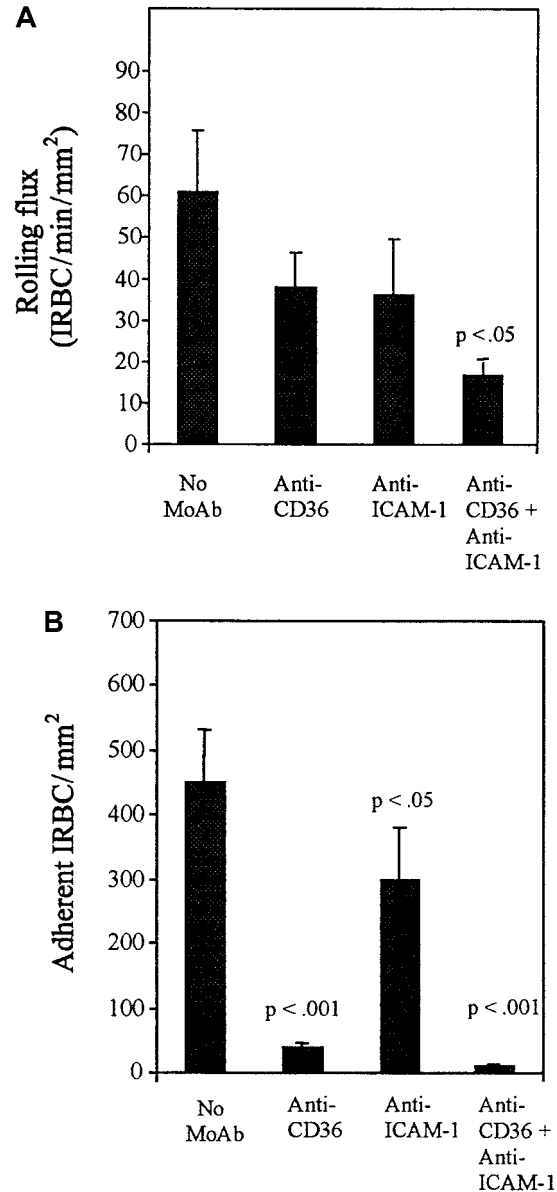 A
Rolling flux
(IRBC/min/mm²)
90
80
70
60
50
40
30
20
10
0
p < .05
No
MoAb
Anti-
CD36
Anti-
ICAM-1
Anti-
CD36 +
Anti-
ICAM-1
B
Adherent IRBC/mm²
700
600
500
400
300
200
100
0
p < .001
p < .05
p < .001
No
MoAb
Anti-
CD36
Anti-
ICAM-1
Anti-
CD36 +
Anti-
ICAM-1